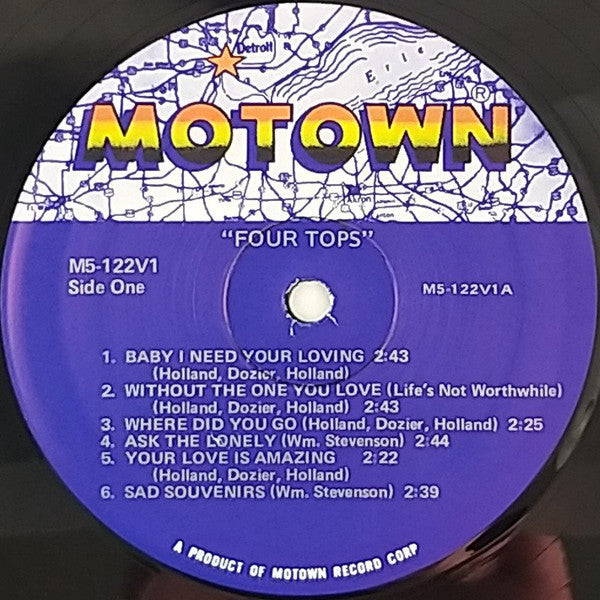 Detroit
Erie
MOTOWN®
"FOUR TOPS"
M5-122V1
Side One
M5-122V1A
1. BABY I NEED YOUR LOVING 2:43
(Holland, Dozier, Holland)
2. WITHOUT THE ONE YOU LOVE (Life's Not Worthwhile)
(Holland, Dozier, Holland) 2:43
3. WHERE DID YOU GO (Holland, Dozier, Holland) 2:25
4. ASK THE LONELY (Wm. Stevenson) 2:44
5. YOUR LOVE IS AMAZING 2:22
(Holland, Dozier, Holland)
6. SAD SOUVENIRS (Wm. Stevenson) 2:39
A PRODUCT OF MOTOWN RECORD CORP